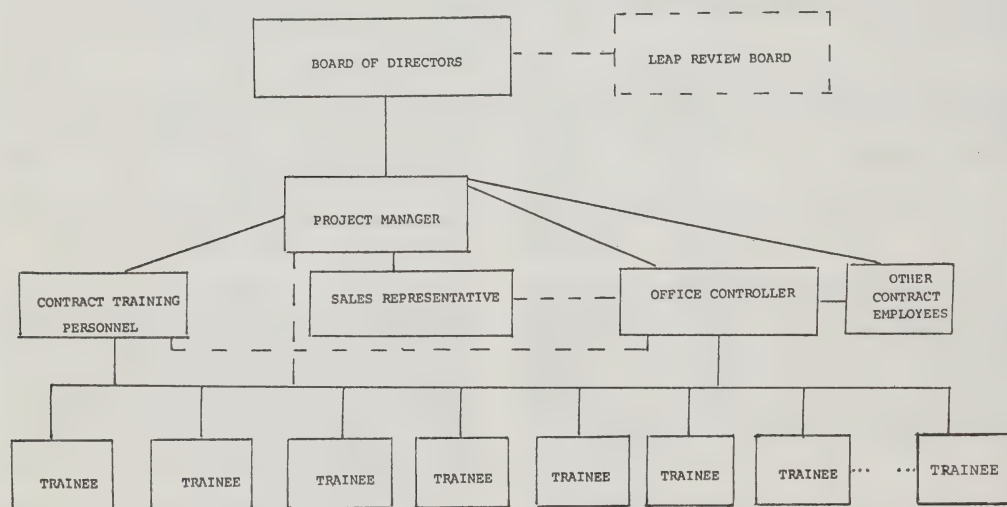 BOARD OF DIRECTORS
LEAP REVIEW BOARD
PROJECT MANAGER
CONTRACT TRAINING
PERSONNEL
SALES REPRESENTATIVE
OFFICE CONTROLLER
OTHER
CONTRACT
EMPLOYEES
TRAINEE
TRAINEE
TRAINEE
TRAINEE
TRAINEE
TRAINEE
TRAINEE... ...TRAINEE